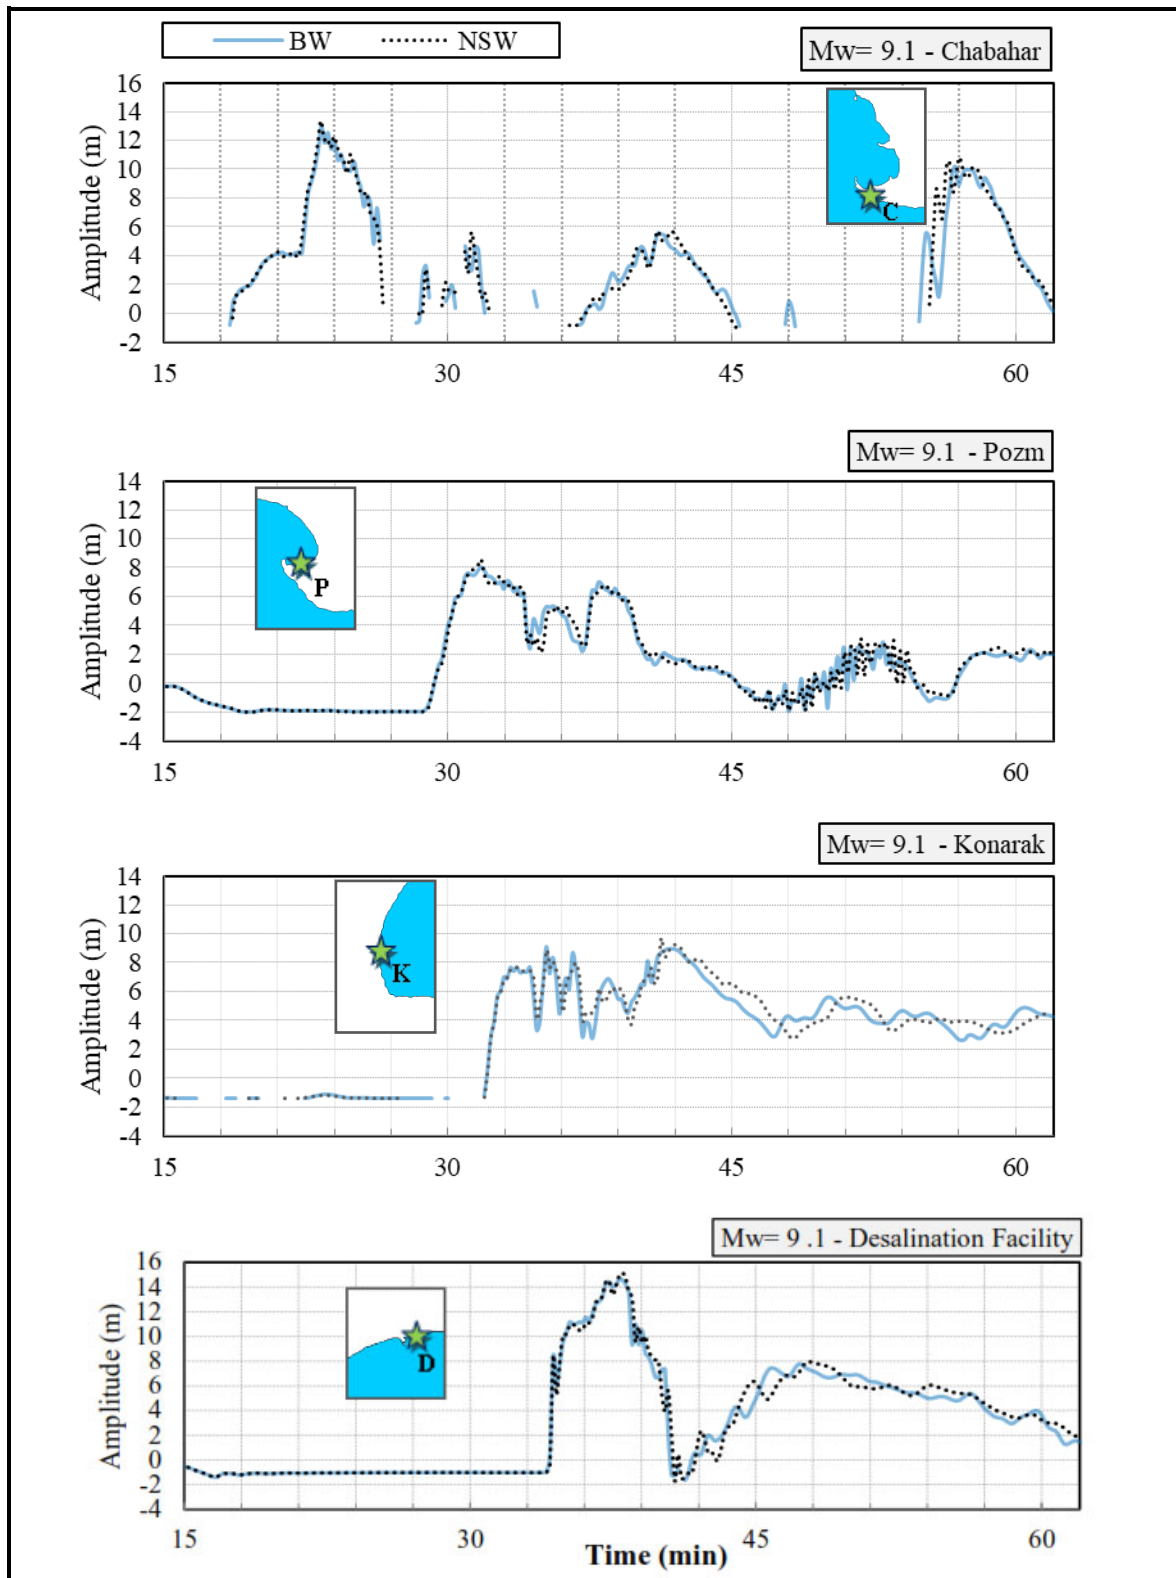 BW NSW
Mw= 9.1 - Chabahar
Amplitude (m)
16
14
12
10
8
6
4
2
0
-2
C
15 30 45 60
Mw= 9.1 - Pozm
Amplitude (m)
14
12
10
8
6
4
2
0
-2
-4
P
15 30 45 60
Mw= 9.1 - Konarak
Amplitude (m)
14
12
10
8
6
4
2
0
-2
-4
K
15 30 45 60
Mw= 9 .1 - Desalination Facility
Amplitude (m)
16
14
12
10
8
6
4
2
0
-2
-4
D
15 30 45 60
Time (min)